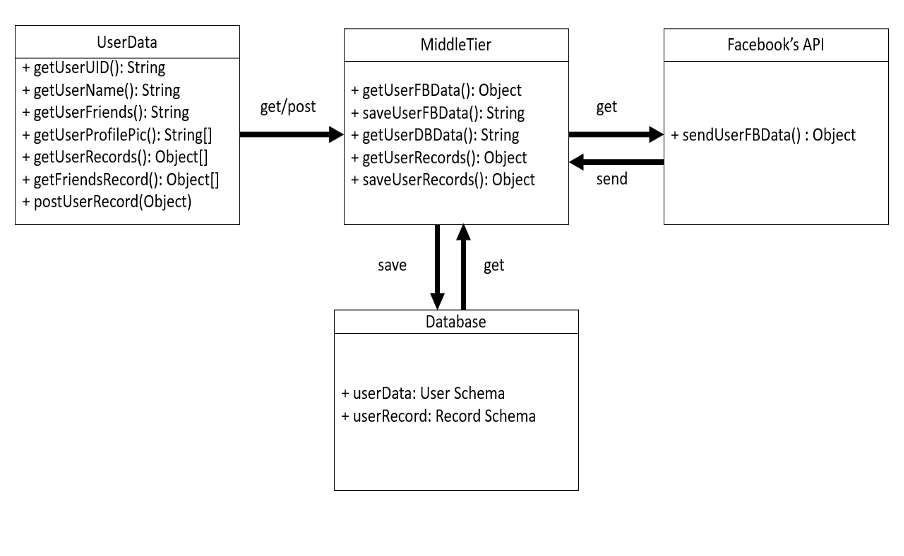 UserData
+ getUserUID(): String
+ getUserName(): String
+ getUserFriends(): String
+ getUserProfilePic(): String[]
+ getUserRecords(): Object[]
+ getFriendsRecord(): Object[]
+ postUserRecord(Object)
get/post
MiddleTier
+ getUserFBData(): Object
+ saveUserFBData(): String
+ getUserDBData(): String
+ getUserRecords(): Object
+ saveUserRecords(): Object
get
send
Facebook's API
+ sendUserFBData() : Object
save
get
Database
+ userData: User Schema
+ userRecord: Record Schema